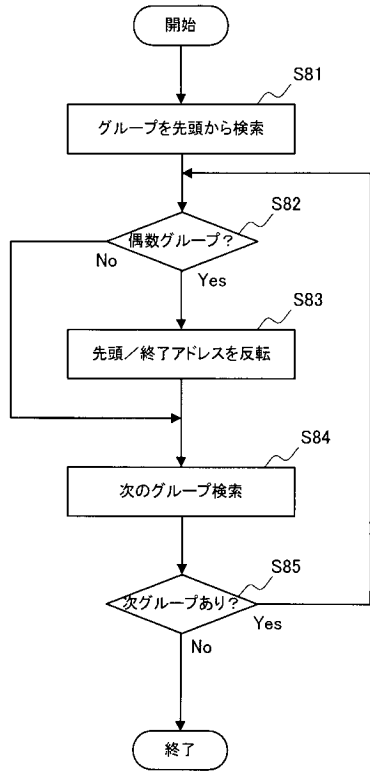 開始
S81
グループを先頭から検索
S82
偶数グループ?
No
Yes
S83
先頭/終了アドレスを反転
S84
次のグループ検索
S85
次グループあり?
Yes
No
終了